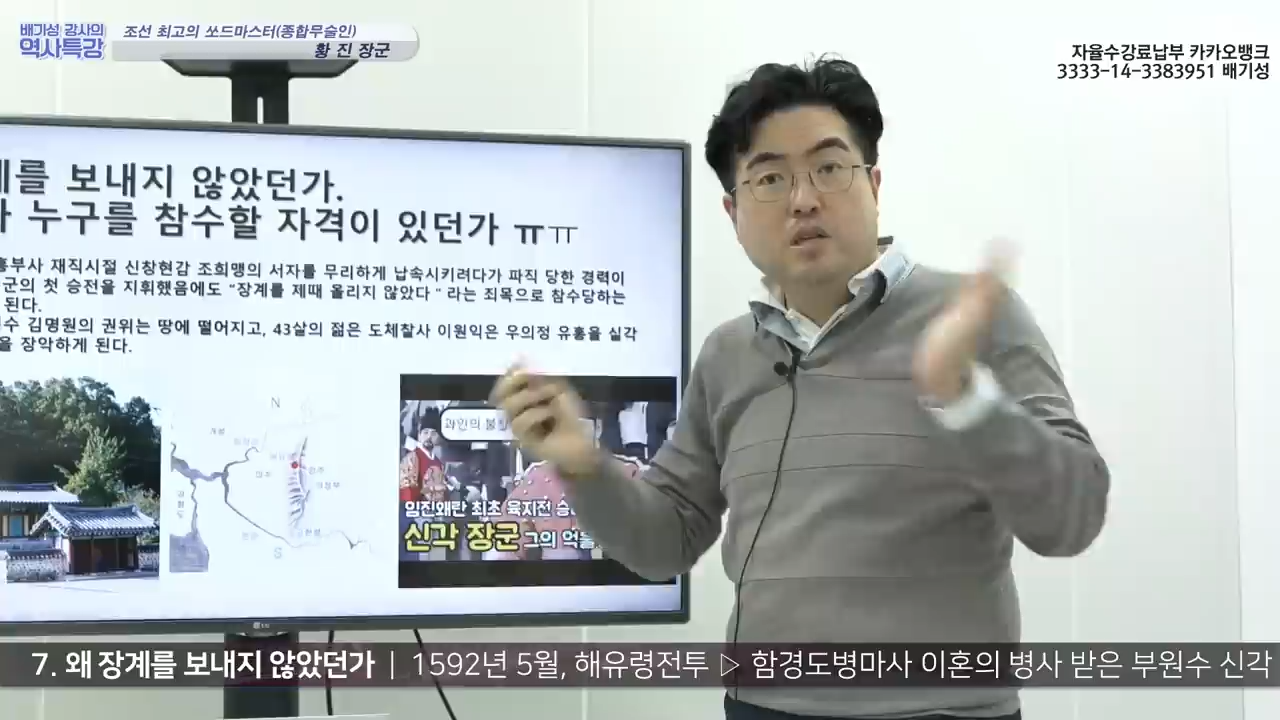 배기성 강사의
역사특강
조선 최고의 쏘드마스터(종합무술인)
황 진 장군
자율수강료납부 카카오뱅크
3333-14-3383951 배기성
를 보내지 않았던가.
누구를 참수할 자격이 있던가 ㅠㅠ
재직시절 신창현감 조희맹의 서자를 무리하게 납속시키려다가 파직 당한 경력이
첫 승전을 지휘했음에도 "장계를 제때 올리지 않았다 " 라는 죄목으로 참수당하는
된다.
김명원의 권위는 땅에 떨어지고, 43살의 젊은 도체찰사 이원익은 우의정 유홍을 실각
장악하게 된다.
N
S
임진왜란 최초 육지전
신각 장군 그의
LG
7. 왜 장계를 보내지 않았던가 | 1592년 5월, 해유령전투 ▷ 함경도병마사 이혼의 병사 받은 부원수 신각